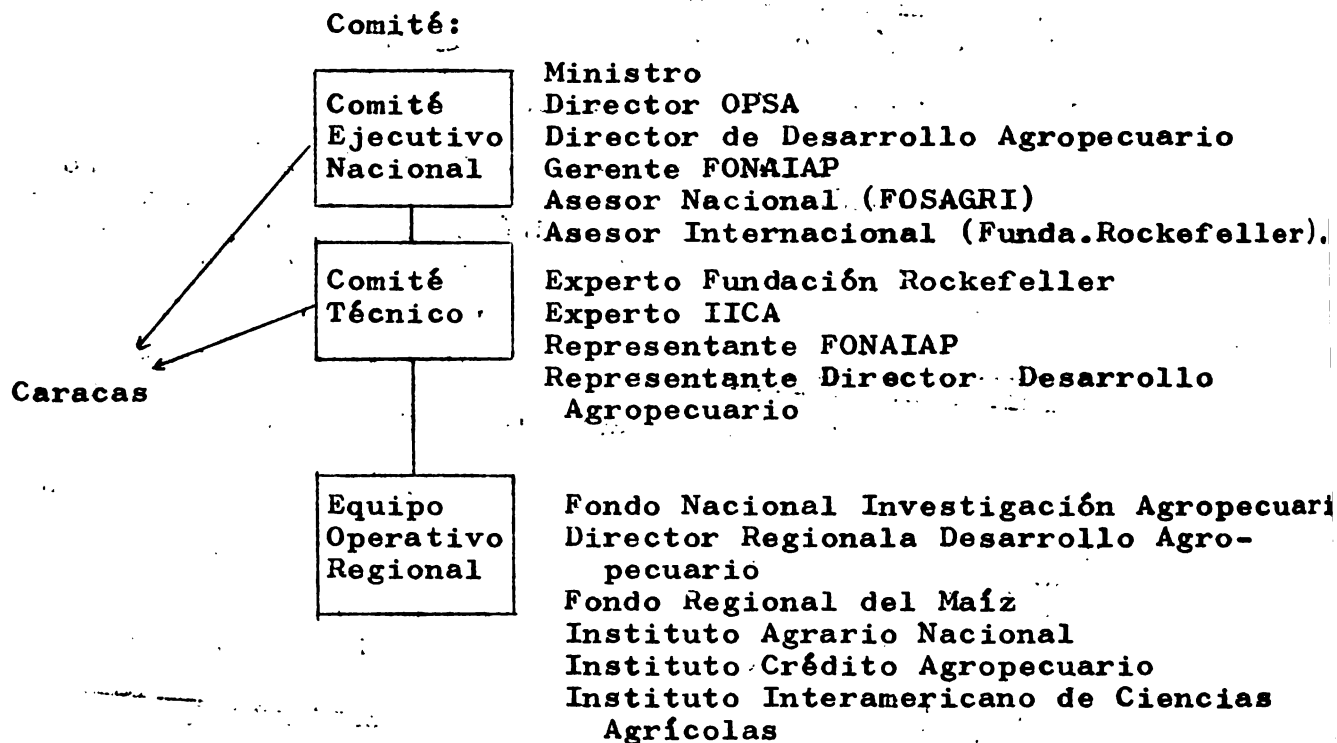 Comité:
Comité
Ejecutivo
Nacional
Ministro
Director OPSA
Director de Desarrollo Agropecuario
Gerente FONAIAP
Asesor Nacional (FOSAGRI)
Asesor Internacional (Funda.Rockefeller).
Comité
Técnico
Experto Fundación Rockefeller
Experto IICA
Representante FONAIAP
Representante Director Desarrollo
Agropecuario
Caracas
Equipo
Operativo
Regional
Fondo Nacional Investigación Agropecuari
Director Regionala Desarrollo Agro-
pecuario
Fondo Regional del Maíz
Instituto Agrario Nacional
Instituto Crédito Agropecuario
Instituto Interamericano de Ciencias
Agrícolas